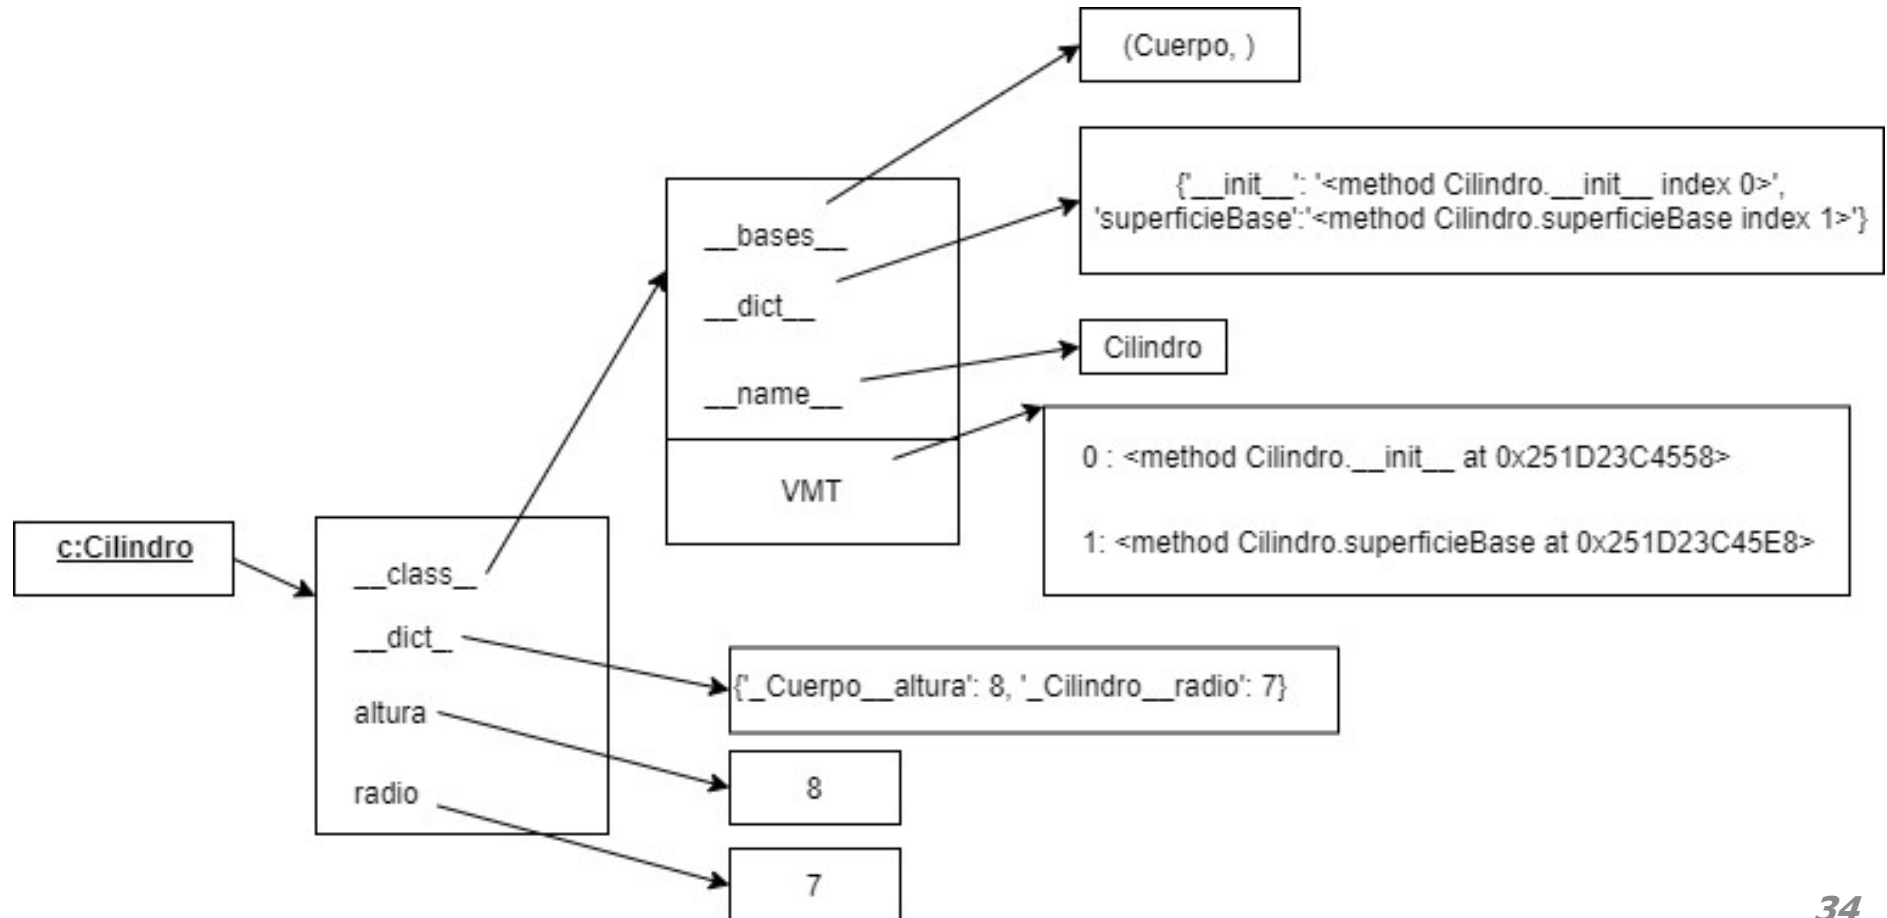 (Cuerpo, )
{'__init__': '<method Cilindro.__init__ index 0>',
'superficieBase':'<method Cilindro.superficieBase index 1>'}
__bases__
__dict__
Cilindro
__name__
0 : <method Cilindro.__init__ at 0x251D23C4558>
VMT
1: <method Cilindro.superficieBase at 0x251D23C45E8>
c:Cilindro
__class__
__dict_
{'_Cuerpo__altura': 8, '_Cilindro__radio': 7}
altura
8
radio
7
34